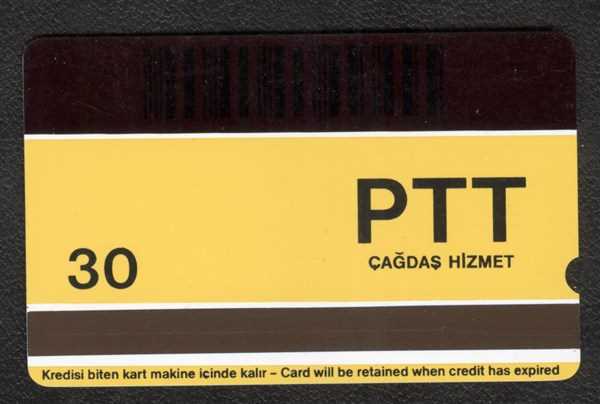 PTT
ÇAĞDAŞ HİZMET
30
Kredisi biten kart makine içinde kalır – Card will be retained when credit has expired